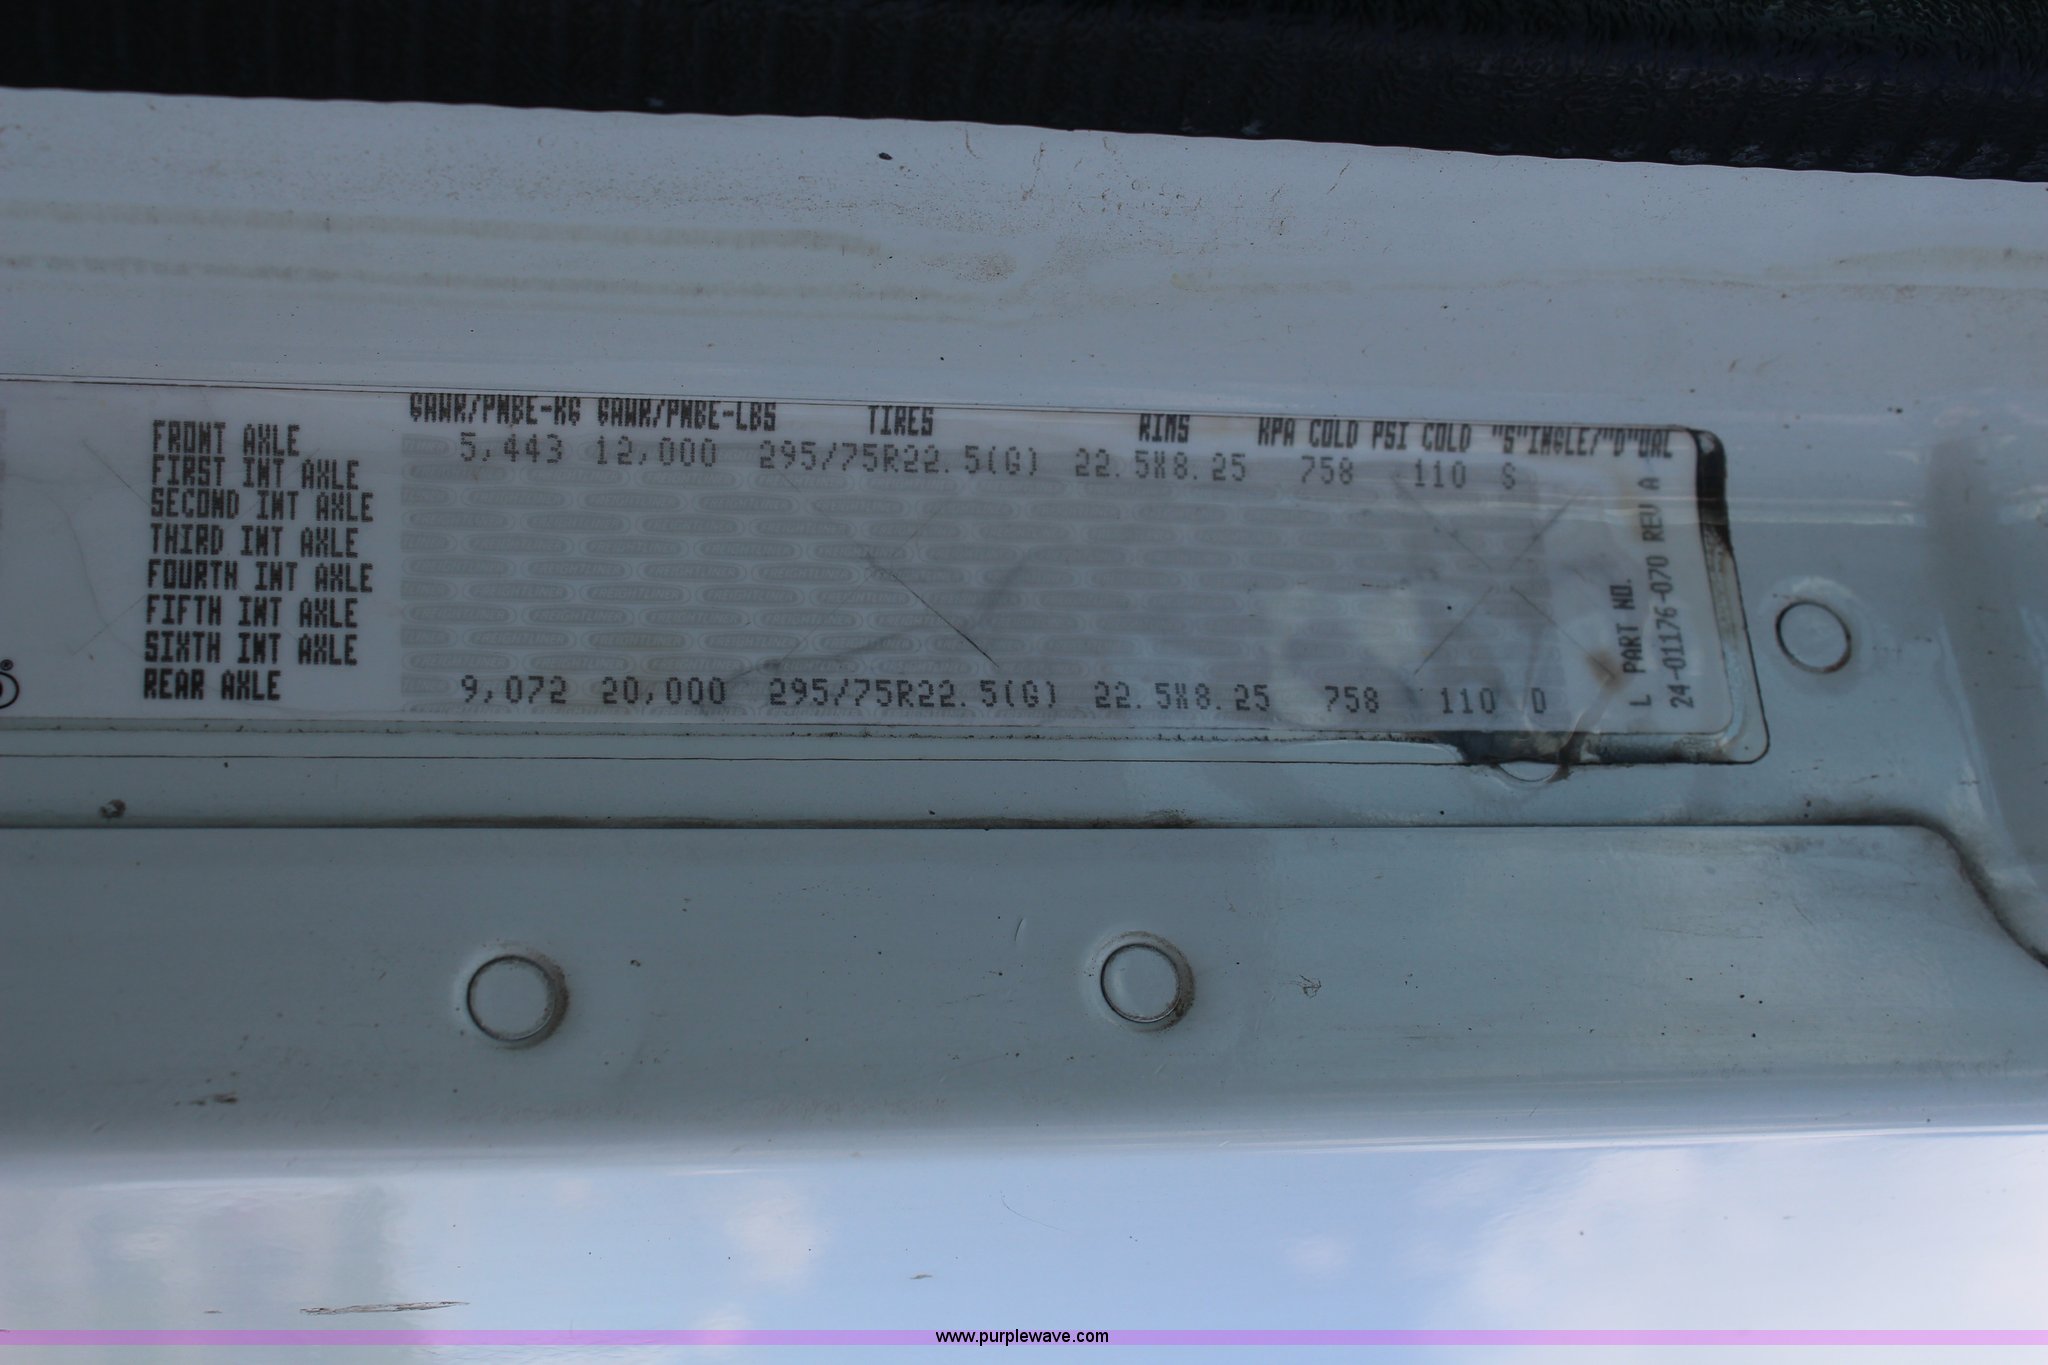 GAWR/PNBE-KG GAWR/PNBE-LBS TIRES RIMS KPA COLD PSI COLD "S"INGLE/"D"UAL
FRONT AXLE 5,443 12,000 295/75R22.5(G) 22.5X8.25 758 110 S
FIRST INT AXLE
SECOND INT AXLE
THIRD INT AXLE
FOURTH INT AXLE
FIFTH INT AXLE
SIXTH INT AXLE
REAR AXLE 9,072 20,000 295/75R22.5(G) 22.5X8.25 758 110 D
L PART NO.
24-01176-070 REV A
FREIGHTLINER
www.purplewave.com